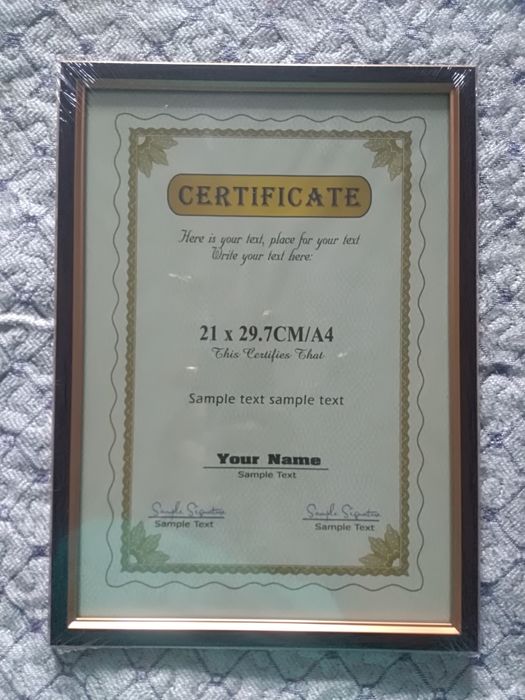 CERTIFICATE
Here is your text, place for your text
Write your text here:
21 x 29.7CM/A4
This Certifies That
Sample text sample text
Your Name
Sample Text
Sample Signature Sample Signature
Sample Text Sample Text